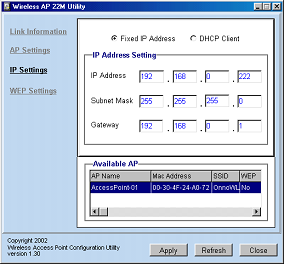 Wireless AP 22M Utility
Link Information
AP Settings
IP Settings
WEP Settings
Fixed IP Address
DHCP Client
IP Address Setting
IP Address 192 . 168 . 0 . 222
Subnet Mask 255 . 255 . 255 . 0
Gateway 192 . 168 . 0 . 1
Available AP
AP Name Mac Address SSID WEP
AccessPoint-01 00-30-4F-24-A0-72 OnnoWL No
Copyright 2002
Wireless Access Point Configuration Utility
version 1.30
Apply
Refresh
Close